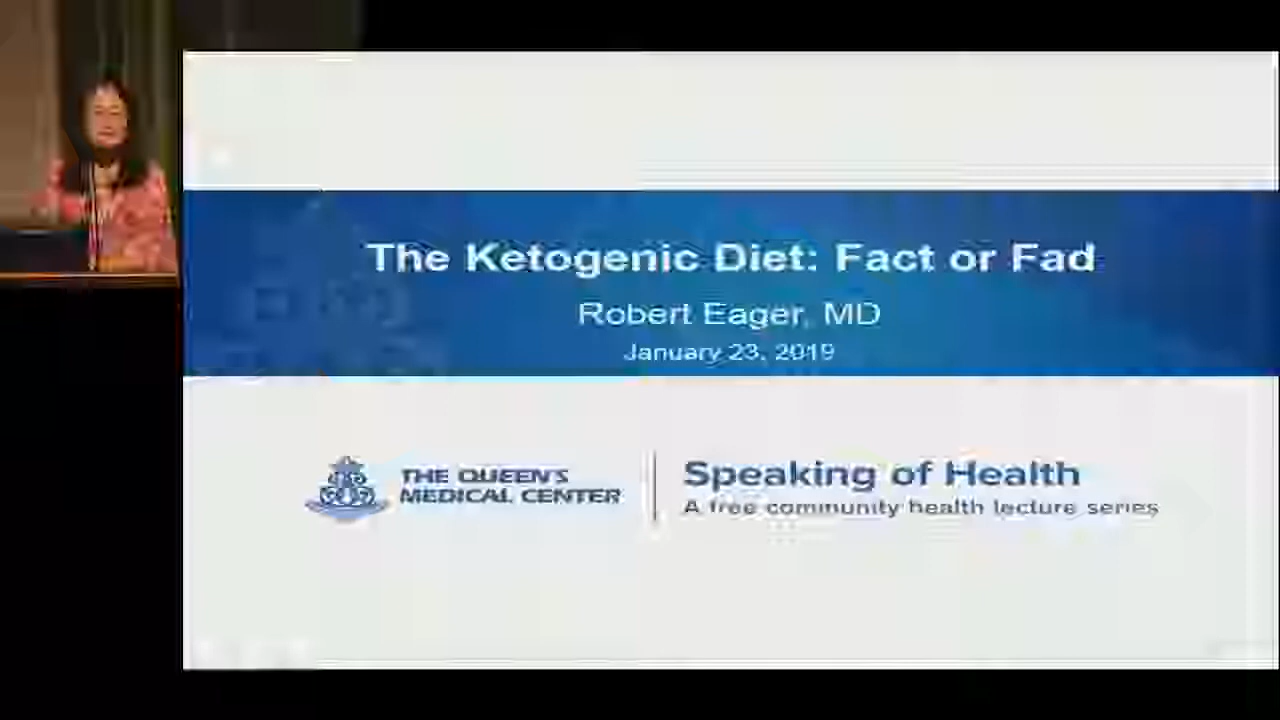 The Ketogenic Diet: Fact or Fad
Robert Eager, MD
January 23, 2019
THE QUEEN'S
MEDICAL CENTER
Speaking of Health
A free community health lecture series